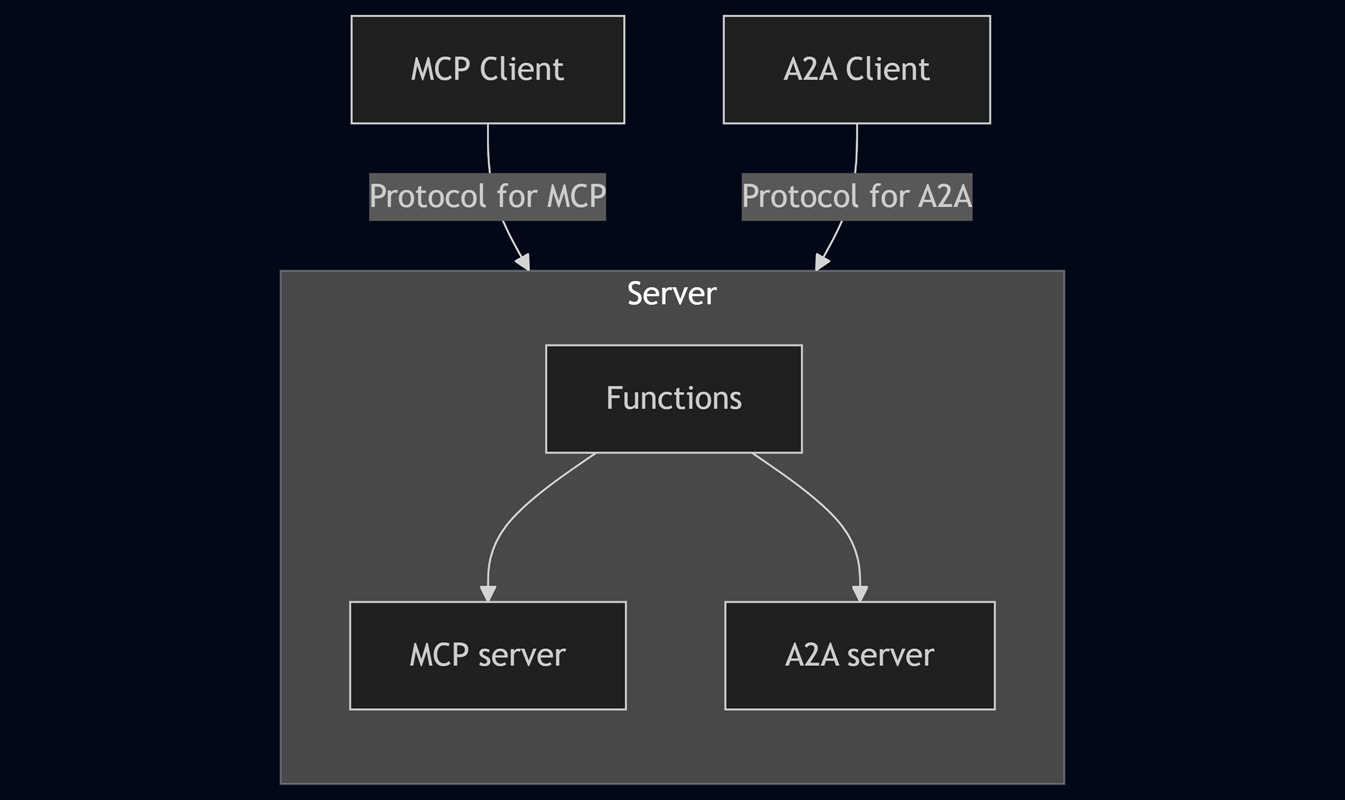 MCP Client
A2A Client
Protocol for MCP
Protocol for A2A
Server
Functions
MCP server
A2A server